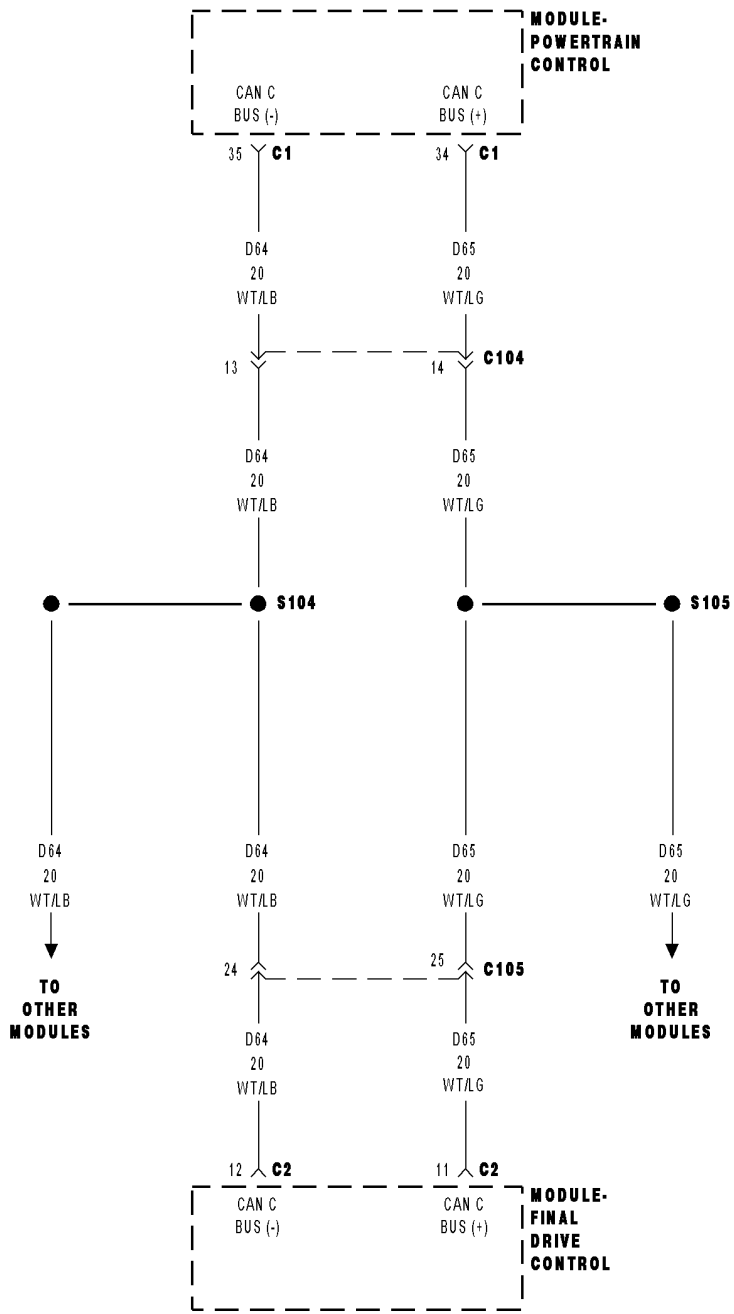 MODULE-
POWERTRAIN
CONTROL
CAN C
BUS (-)
CAN C
BUS (+)
35
C1
34
C1
D64
20
WT/LB
D65
20
WT/LG
C104
13
14
D64
20
WT/LB
D65
20
WT/LG
S104
S105
D64
20
WT/LB
D64
20
WT/LB
D65
20
WT/LG
D65
20
WT/LG
24
25
C105
TO
OTHER
MODULES
TO
OTHER
MODULES
D64
20
WT/LB
D65
20
WT/LG
12
C2
11
C2
CAN C
BUS (-)
CAN C
BUS (+)
MODULE-
FINAL
DRIVE
CONTROL